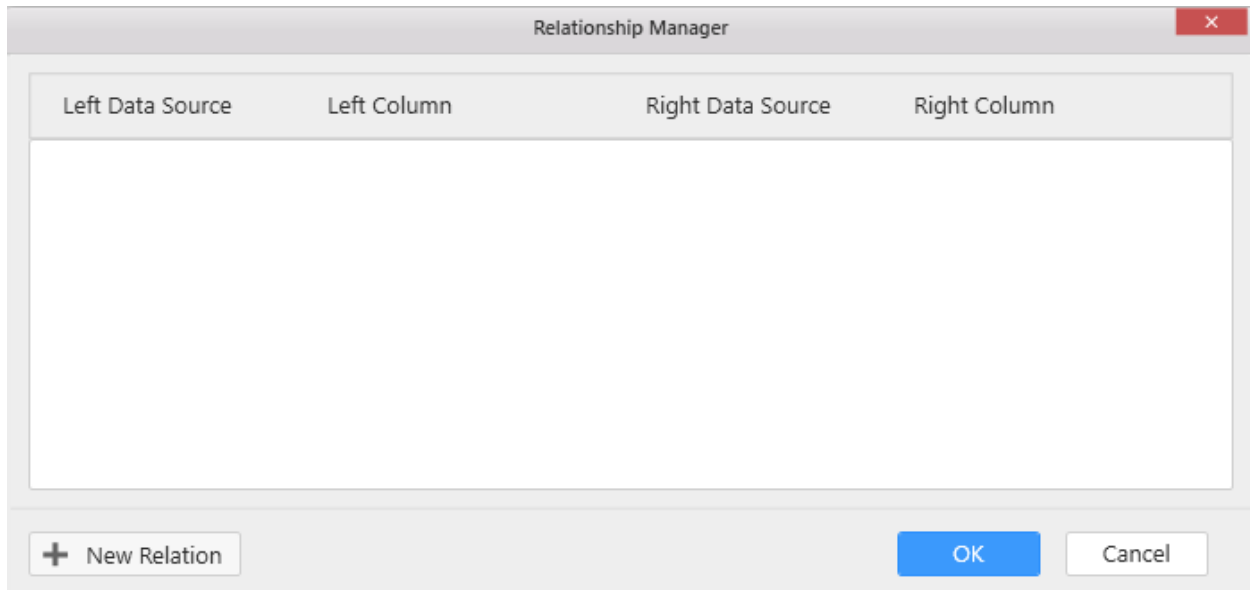 Relationship Manager
Left Data Source Left Column Right Data Source Right Column
New Relation OK Cancel